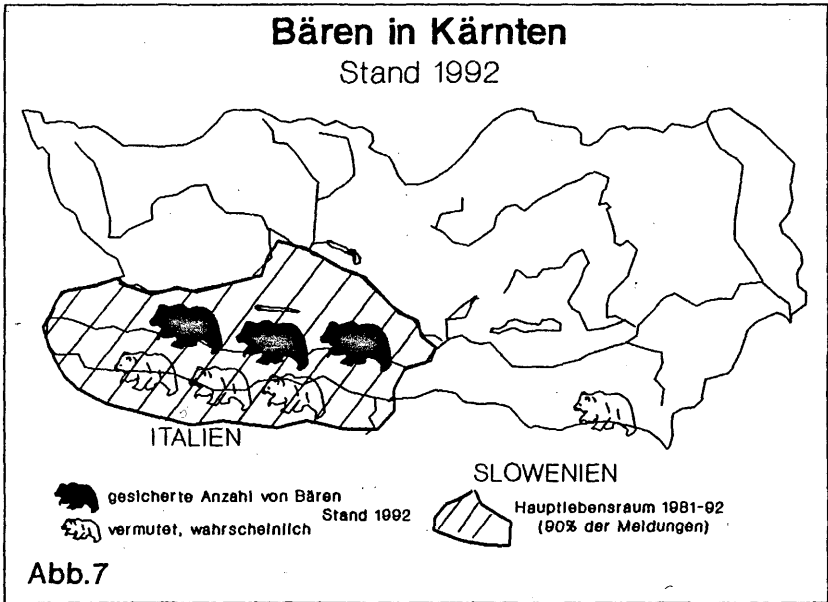 Bären in Kärnten
Stand 1992
ITALIEN
SLOWENIEN
gesicherte Anzahl von Bären
Stand 1992
vermutet, wahrscheinlich
Hauptlebensraum 1981-92
(90% der Meldungen)
Abb.7